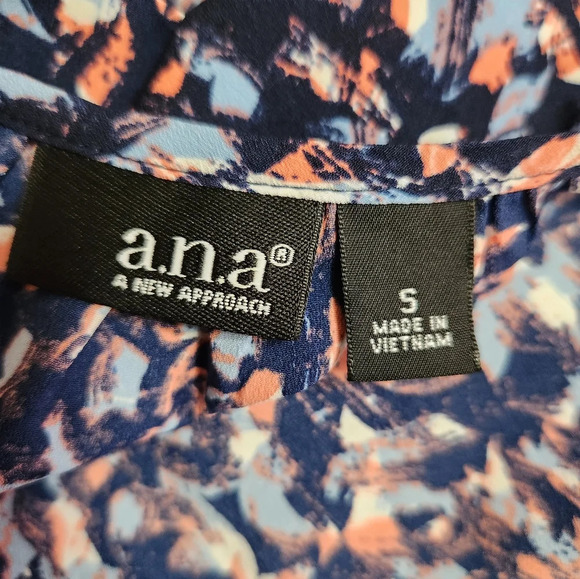 a.n.a®
A NEW APPROACH
S
MADE IN
VIETNAM